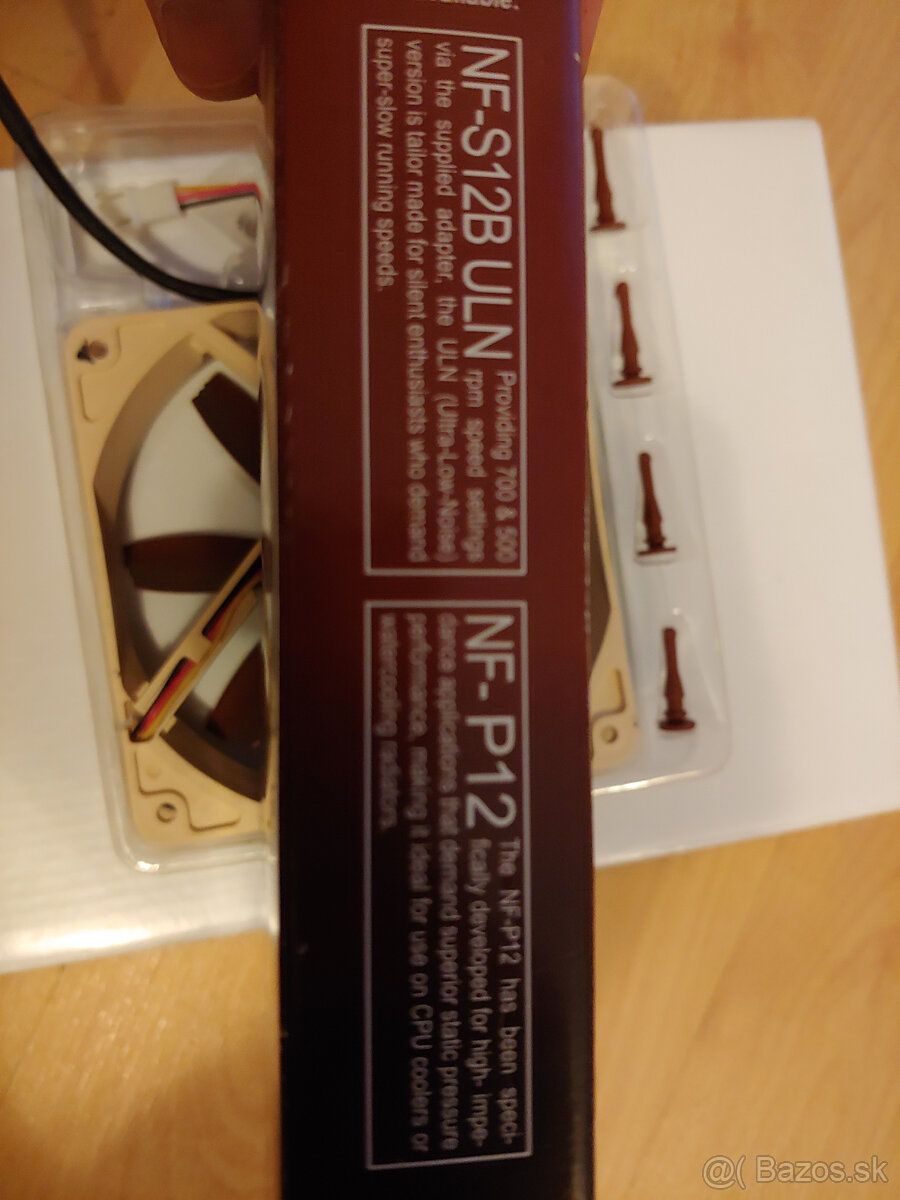 NF-S12B ULN Providing 700 & 500
rpm speed settings
via the supplied adapter, the ULN (Ultra-Low-Noise)
version is tailor made for silent enthusiasts who demand
super-slow running speeds.
NF- P12 The NF-P12 has been speci-
fically developed for high- impe-
dance applications that demand superior static pressure
performance, making it ideal for use on CPU coolers or
watercooling radiators.
@( Bazos.sk